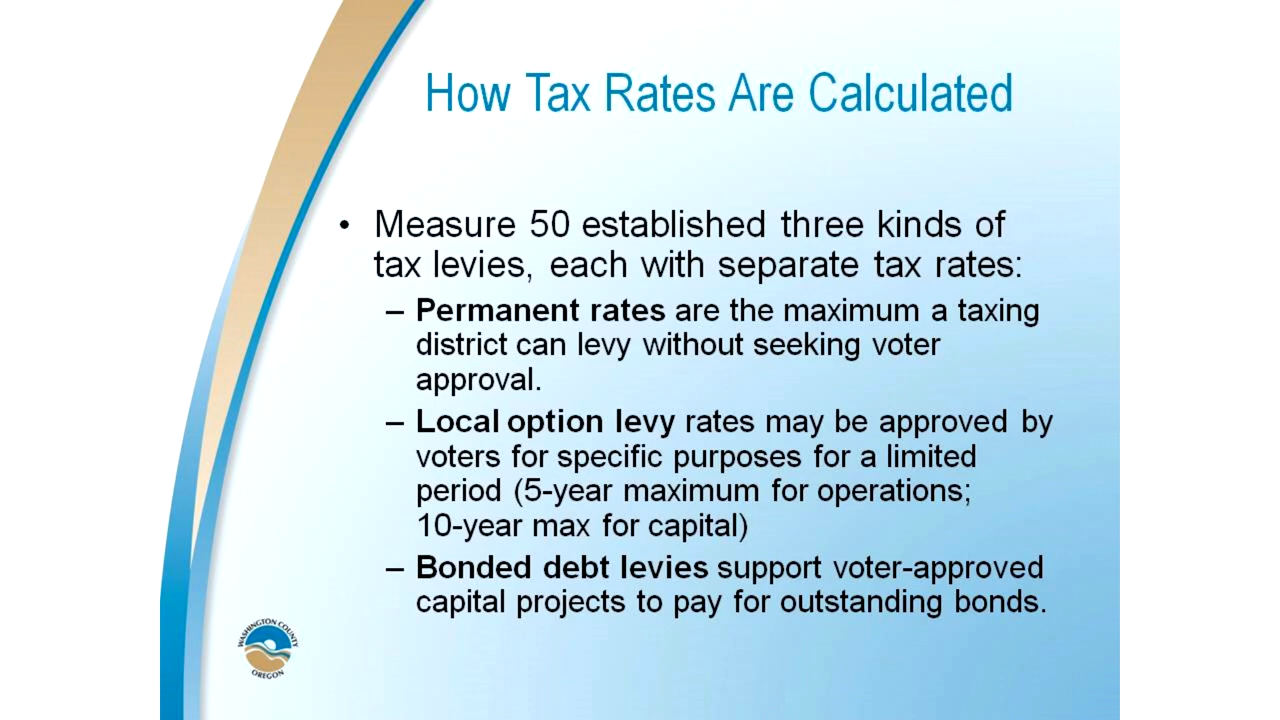 How Tax Rates Are Calculated
• Measure 50 established three kinds of
tax levies, each with separate tax rates:
– Permanent rates are the maximum a taxing
district can levy without seeking voter
approval.
– Local option levy rates may be approved by
voters for specific purposes for a limited
period (5-year maximum for operations;
10-year max for capital)
– Bonded debt levies support voter-approved
capital projects to pay for outstanding bonds.
WASHINGTON COUNTY
OREGON